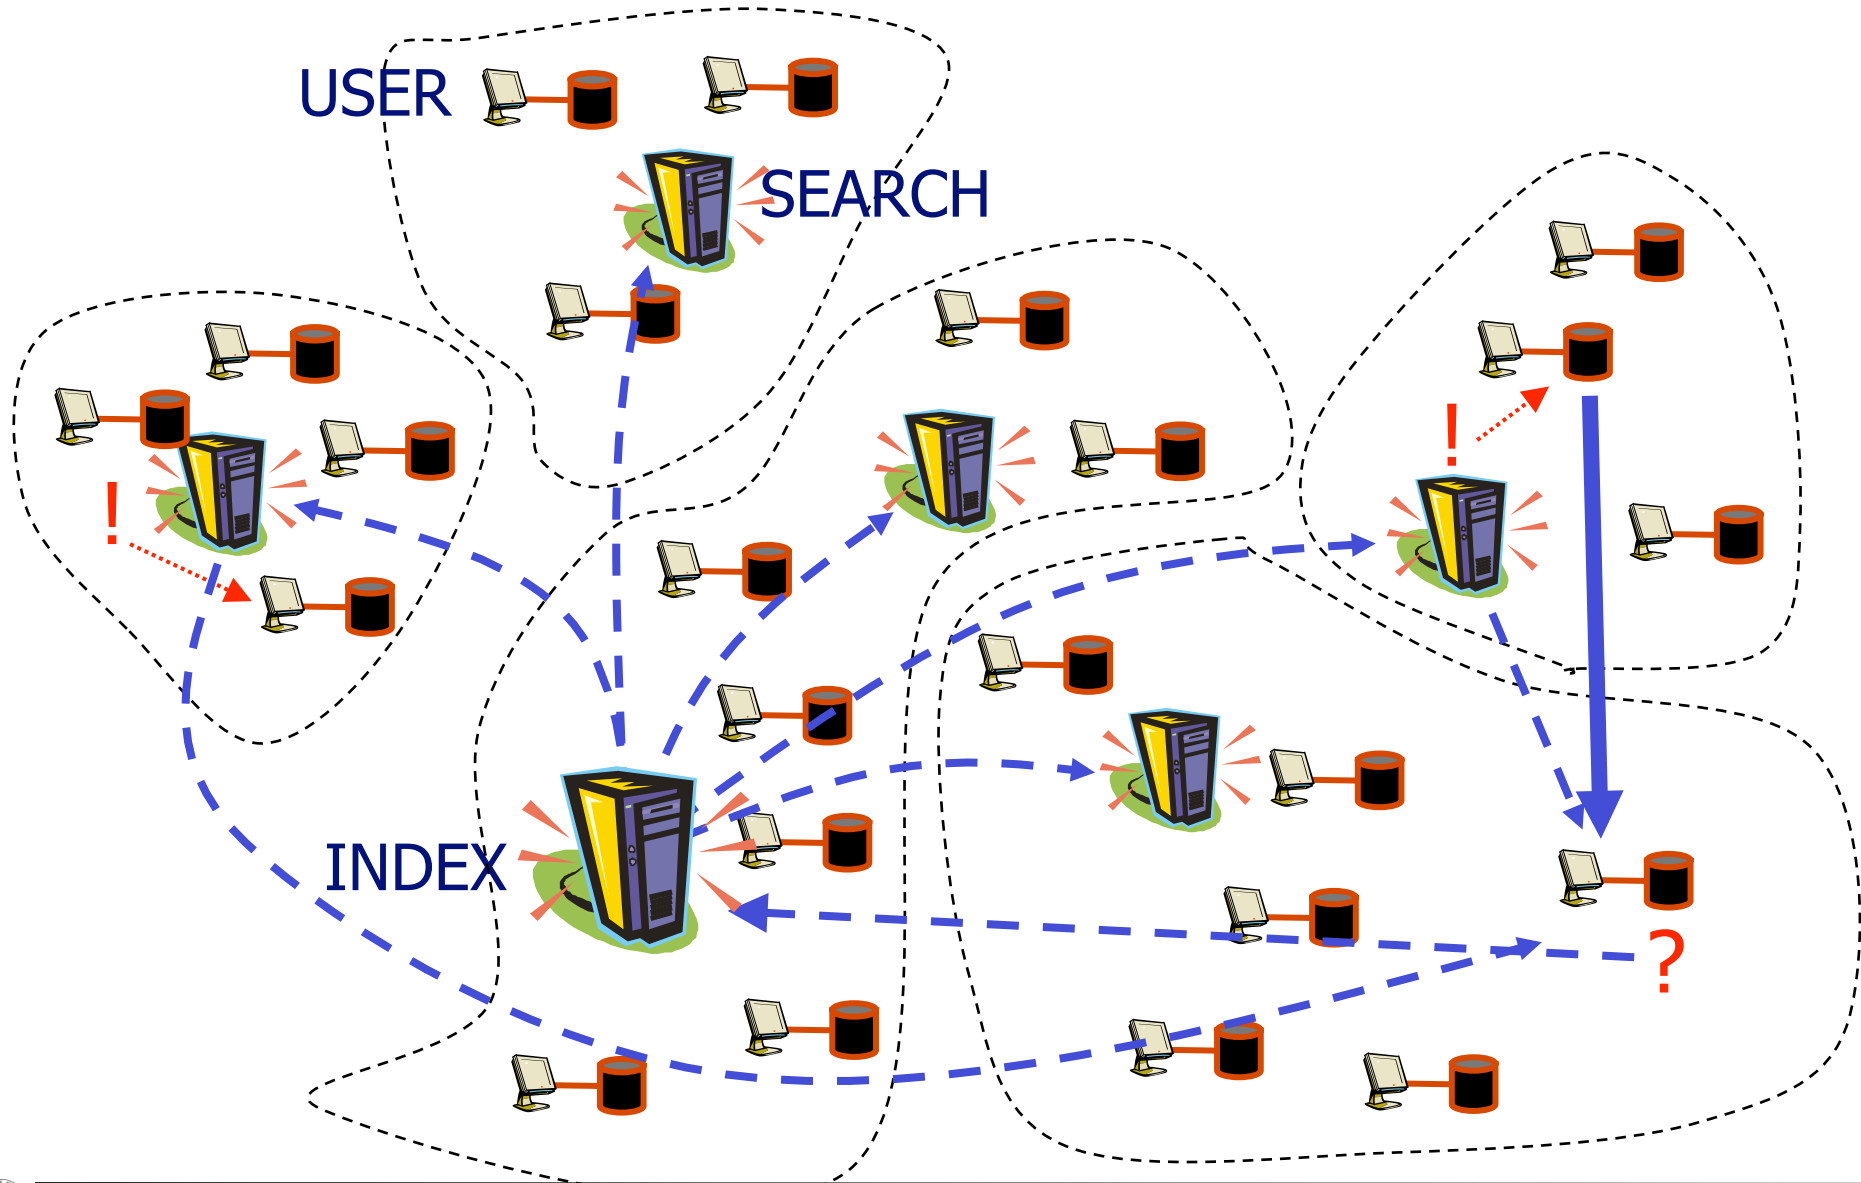 USER
SEARCH
!
!
INDEX
?